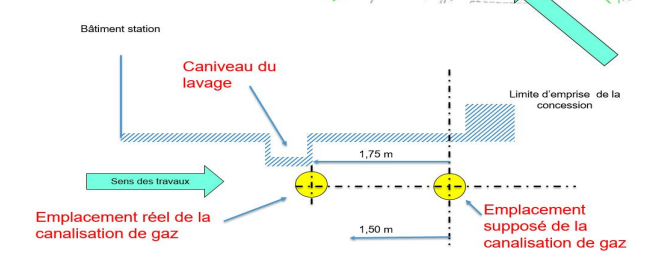 Bâtiment station
Caniveau du
lavage
Limite d'emprise de la
concession
1,75 m
Sens des travaux
Emplacement réel de la
canalisation de gaz
Emplacement
supposé de la
canalisation de gaz
1,50 m